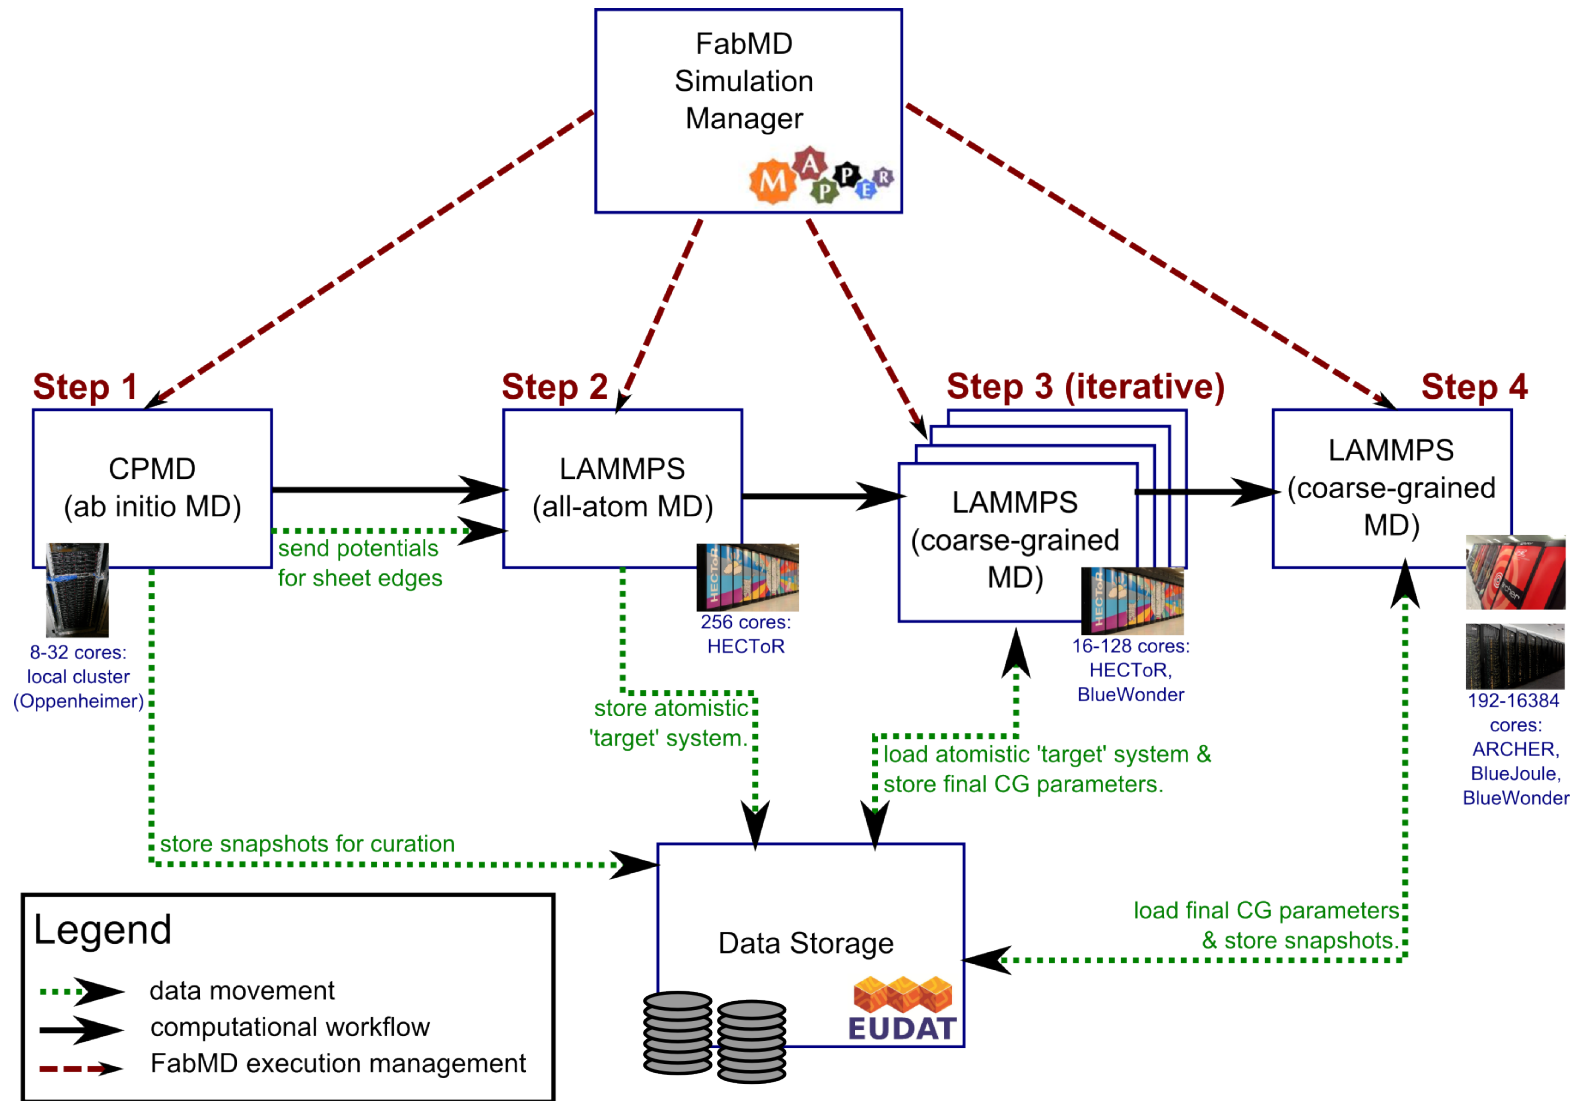 FabMD
Simulation
Manager
MAPPER
Step 1
Step 2
Step 3 (iterative)
Step 4
CPMD
(ab initio MD)
LAMMPS
(all-atom MD)
LAMMPS
(coarse-grained
MD)
LAMMPS
(coarse-grained
MD)
send potentials
for sheet edges
HECToR
HECToR
archer
8-32 cores:
local cluster
(Oppenheimer)
256 cores:
HECToR
16-128 cores:
HECToR,
BlueWonder
192-16384
cores:
ARCHER,
BlueJoule,
BlueWonder
store atomistic
'target' system.
load atomistic 'target' system &
store final CG parameters.
store snapshots for curation
load final CG parameters
& store snapshots.
Data Storage
EUDAT
Legend
data movement
computational workflow
FabMD execution management